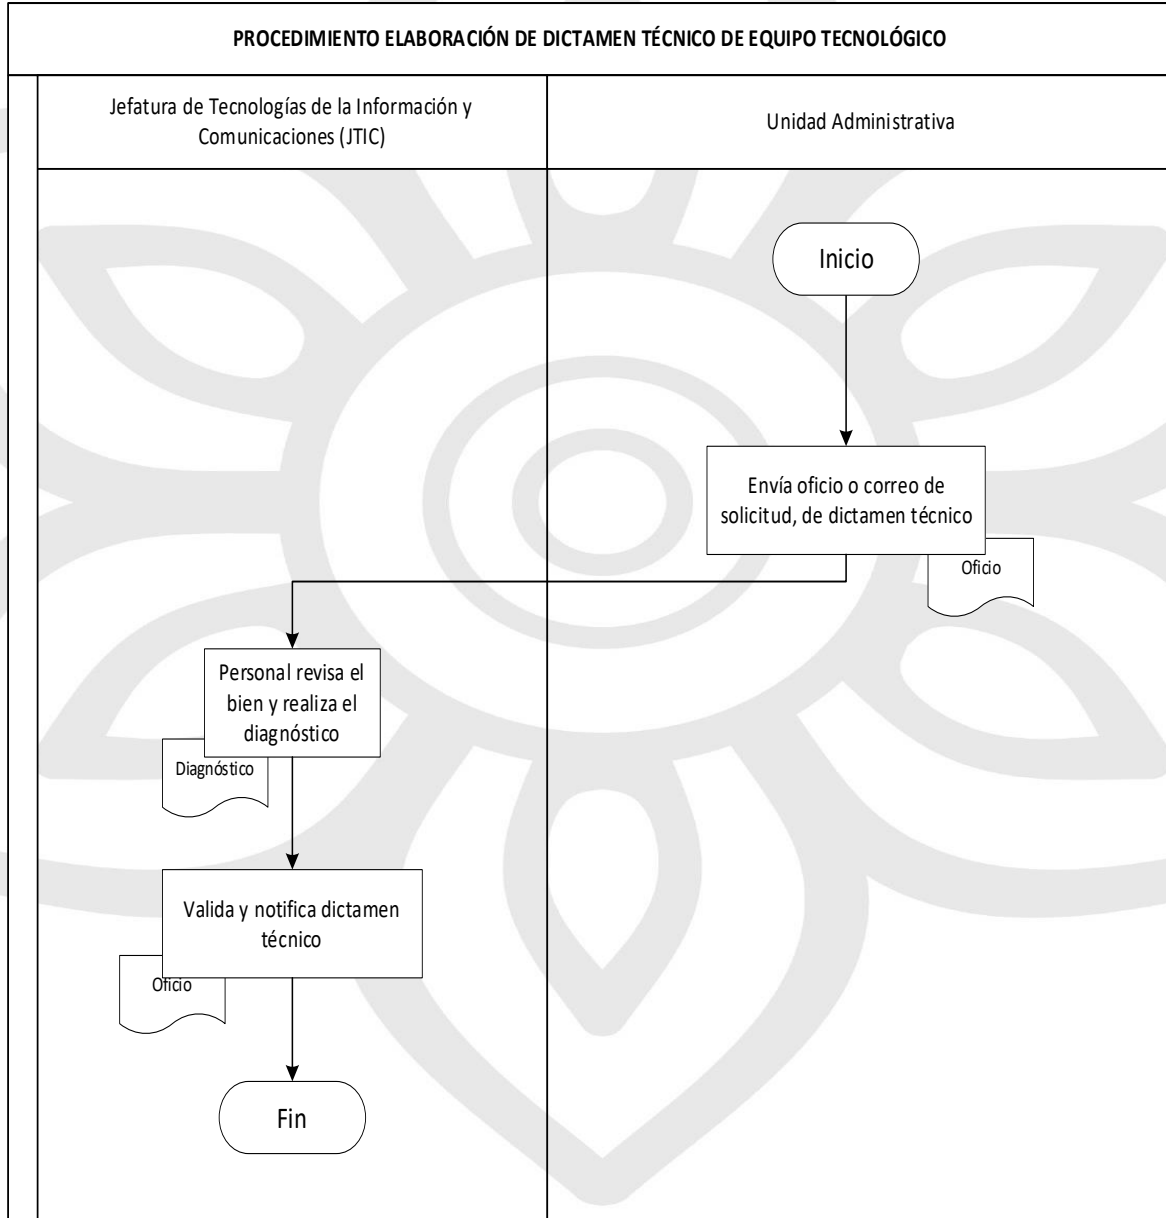 PROCEDIMIENTO ELABORACIÓN DE DICTAMEN TÉCNICO DE EQUIPO TECNOLÓGICO
Jefatura de Tecnologías de la Información y
Comunicaciones (JTIC)
Unidad Administrativa
Inicio
Envía oficio o correo de
solicitud, de dictamen técnico
Oficio
Personal revisa el
bien y realiza el
diagnóstico
Diagnóstico
Valida y notifica dictamen
técnico
Oficio
Fin